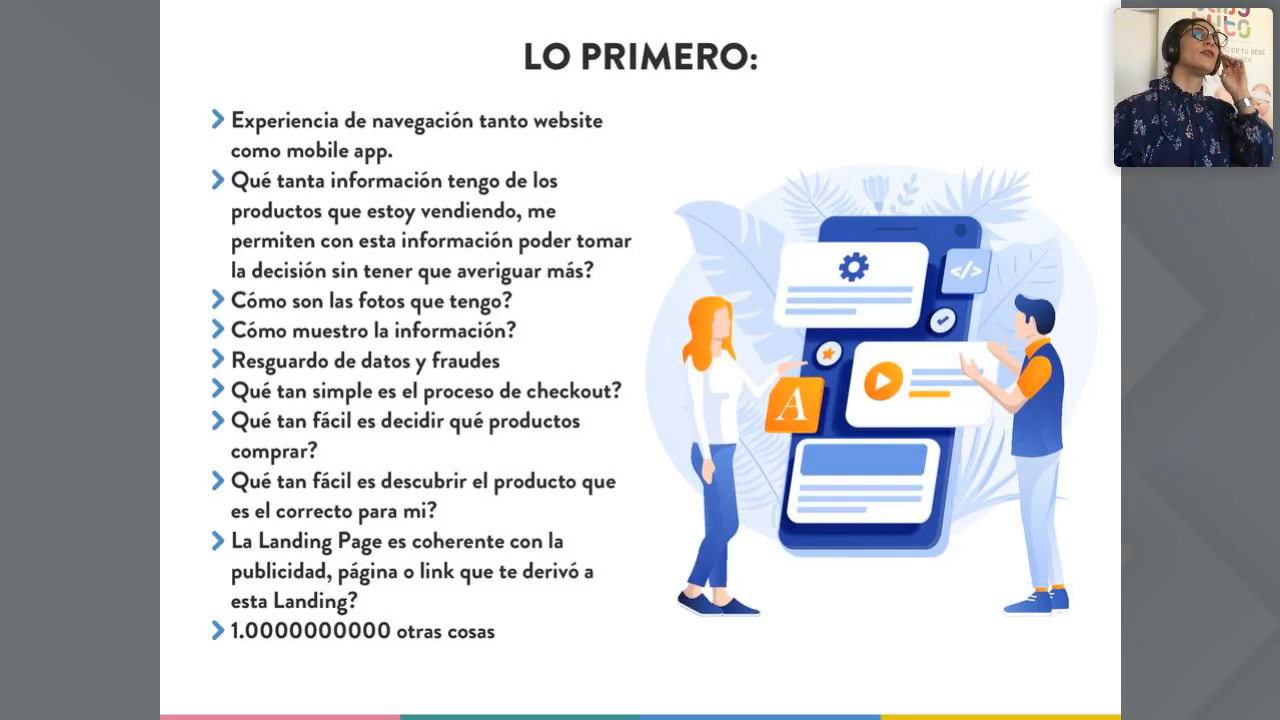 LO PRIMERO:
Experiencia de navegación tanto website
como mobile app.
Qué tanta información tengo de los
productos que estoy vendiendo, me
permiten con esta información poder tomar
la decisión sin tener que averiguar más?
Cómo son las fotos que tengo?
Cómo muestro la información?
Resguardo de datos y fraudes
Qué tan simple es el proceso de checkout?
Qué tan fácil es decidir qué productos
comprar?
Qué tan fácil es descubrir el producto que
es el correcto para mi?
La Landing Page es coherente con la
publicidad, página o link que te derivó a
esta Landing?
1.0000000000 otras cosas
</> 
A
DE TU BEBÉ